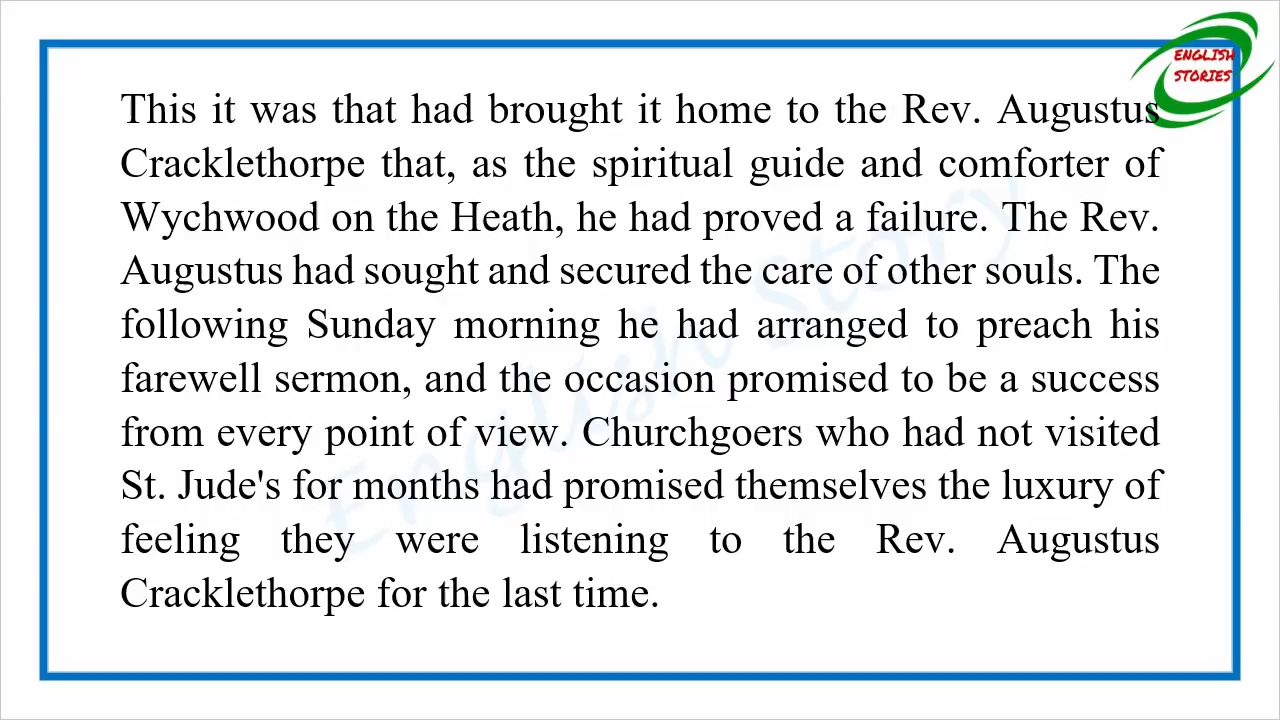 ENGLISH
STORIES
This it was that had brought it home to the Rev. Augustus
Cracklethorpe that, as the spiritual guide and comforter of
Wychwood on the Heath, he had proved a failure. The Rev.
Augustus had sought and secured the care of other souls. The
following Sunday morning he had arranged to preach his
farewell sermon, and the occasion promised to be a success
from every point of view. Churchgoers who had not visited
St. Jude's for months had promised themselves the luxury of
feeling they were listening to the Rev. Augustus
Cracklethorpe for the last time.
English Story